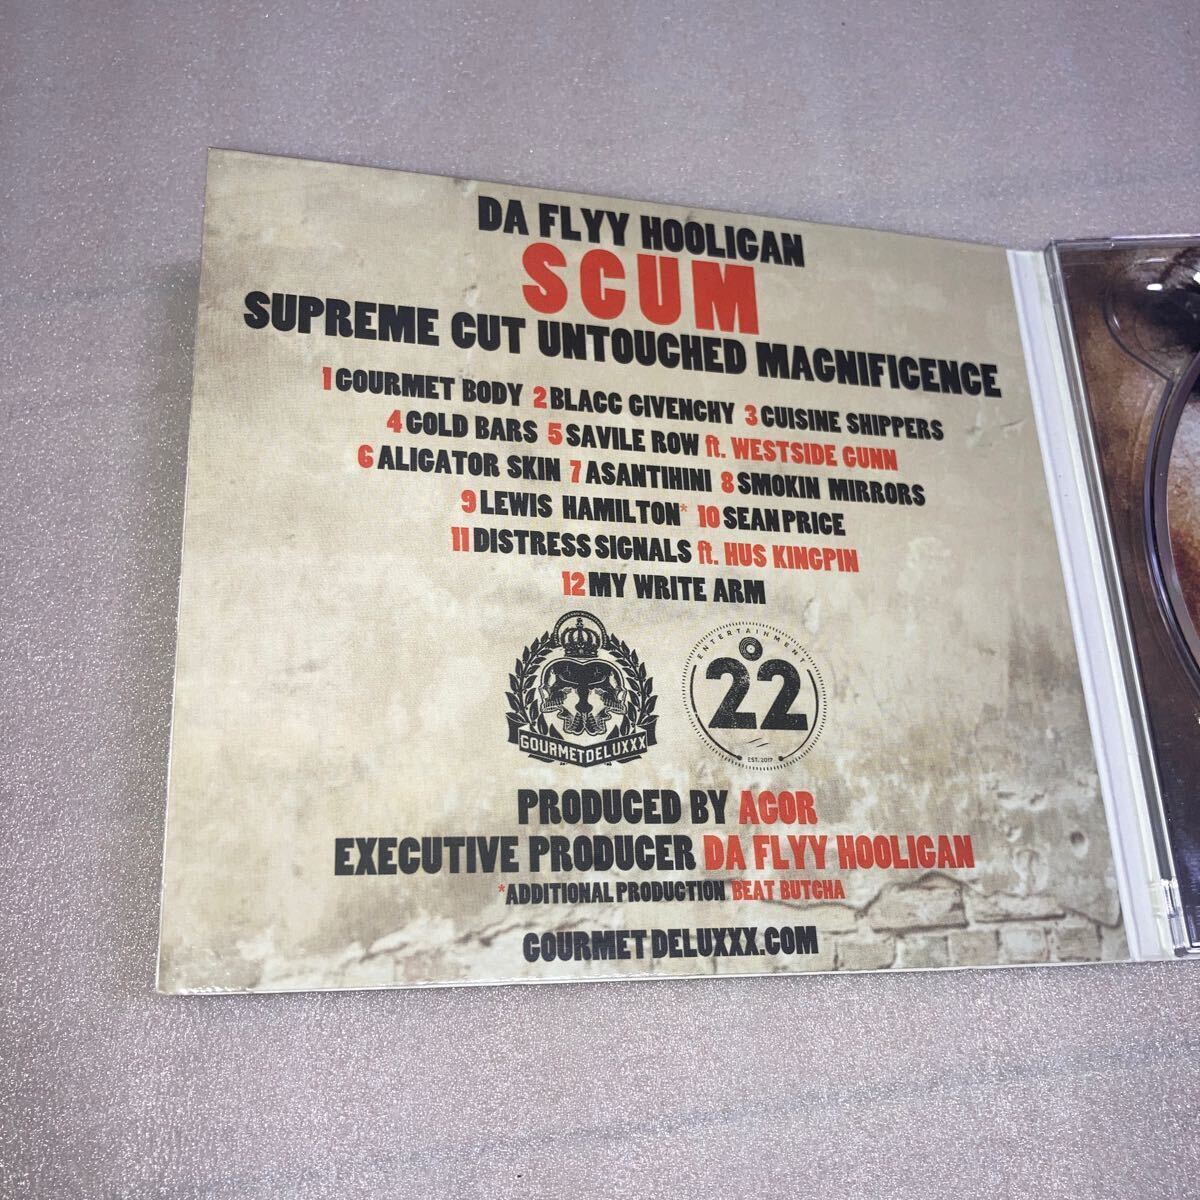 DA FLYY HOOLIGAN
SCUM
SUPREME CUT UNTOUCHED MAGNIFICENCE
1 GOURMET BODY 2 BLACC GIVENCHY 3 CUISINE SHIPPERS
4 GOLD BARS 5 SAVILE ROW ft. WESTSIDE GUNN
6 ALIGATOR SKIN 7 ASANTIHINI 8 SMOKIN MIRRORS
9 LEWIS HAMILTON* 10 SEAN PRICE
11 DISTRESS SIGNALS ft. HUS KINGPIN
12 MY WRITE ARM
GOURMETDELUXXX
ENTERTAINMENT
22
EST. 2017
PRODUCED BY AGOR
EXECUTIVE PRODUCER DA FLYY HOOLIGAN
*ADDITIONAL PRODUCTION BEAT BUTCHA
GOURMETDELUXXX.COM